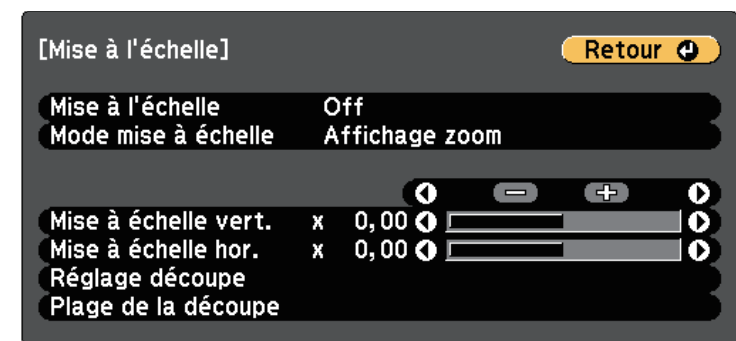 [Mise à l'échelle] Retour
Mise à l'échelle Off
Mode mise à échelle Affichage zoom
− +
Mise à échelle vert. x 0,00
Mise à échelle hor. x 0,00
Réglage découpe
Plage de la découpe